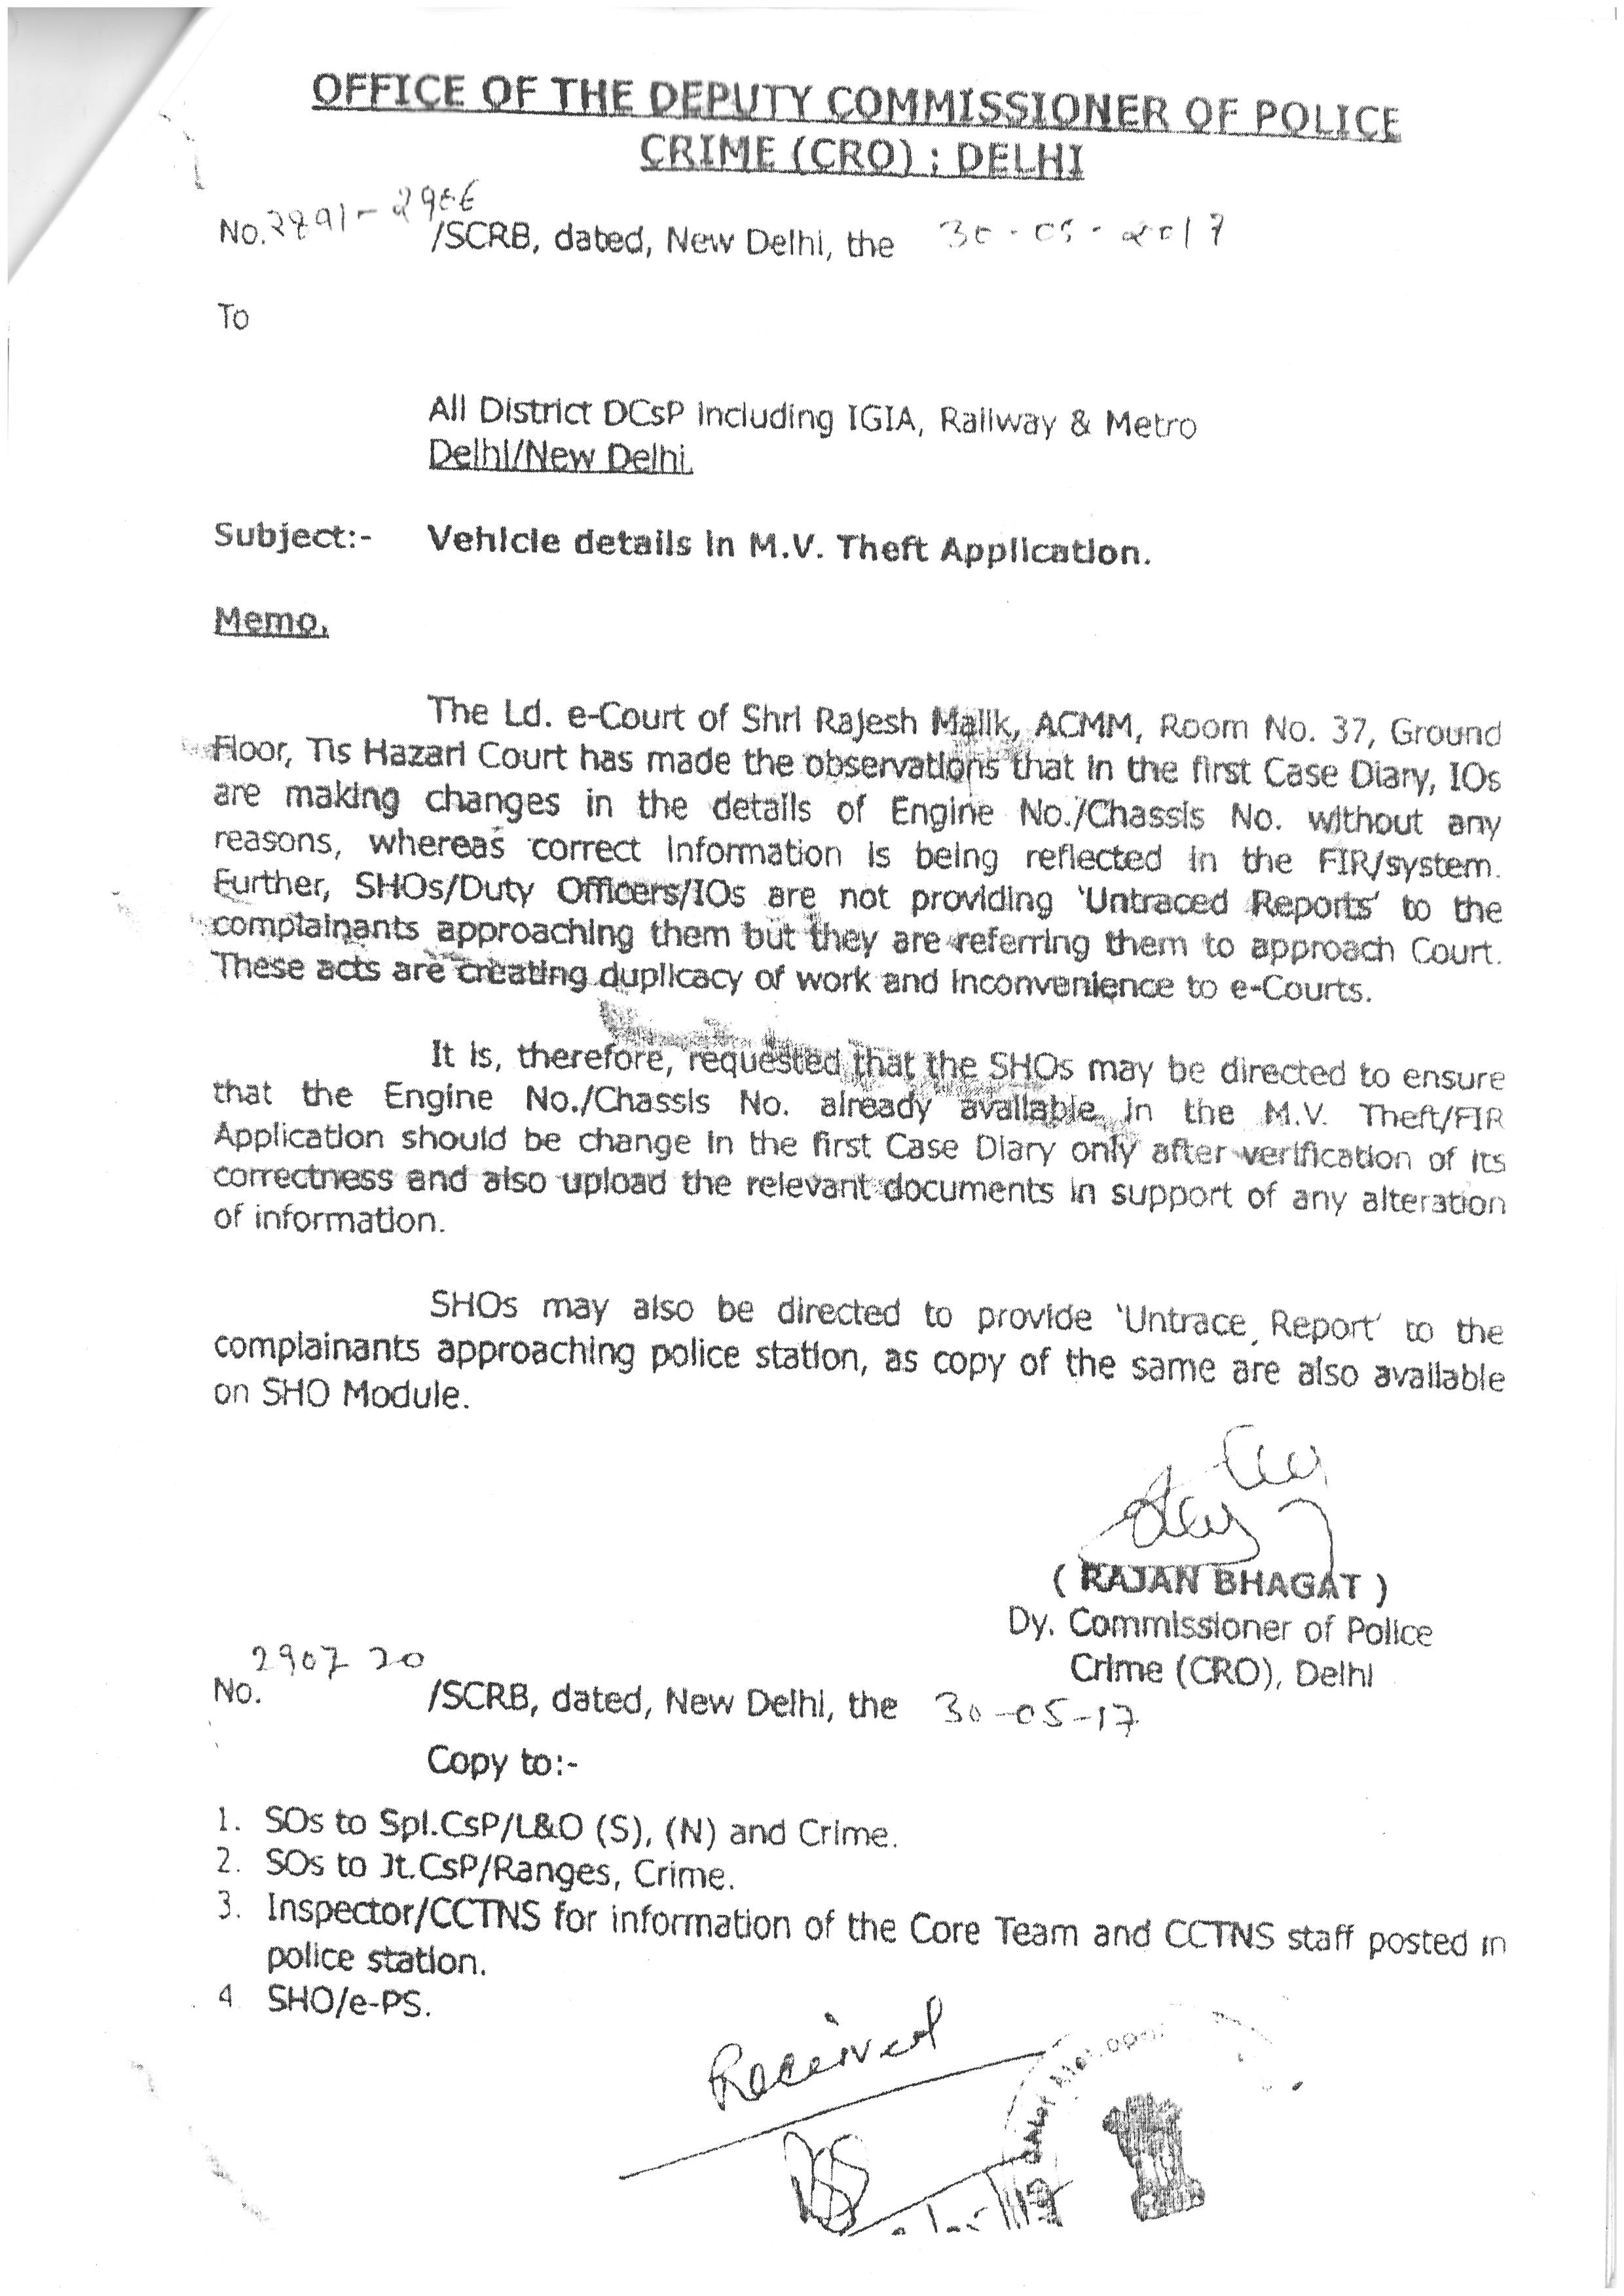 OFFICE OF THE DEPUTY COMMISSIONER OF POLICE
CRIME (CRO) : DELHI
No. 2891-2906 /SCRB, dated, New Delhi, the 30-05-2017
To
All District DCsP including IGIA, Railway & Metro
Delhi/New Delhi.
Subject:- Vehicle details in M.V. Theft Application.
Memo.
The Ld. e-Court of Shri Rajesh Malik, ACMM, Room No. 37, Ground
Floor, Tis Hazari Court has made the observations that in the first Case Diary, IOs
are making changes in the details of Engine No./Chassis No. without any
reasons, whereas correct information is being reflected in the FIR/system.
Further, SHOs/Duty Officers/IOs are not providing 'Untraced Reports' to the
complainants approaching them but they are referring them to approach Court.
These acts are creating duplicacy of work and inconvenience to e-Courts.
It is, therefore, requested that the SHOs may be directed to ensure
that the Engine No./Chassis No. already available in the M.V. Theft/FIR
Application should be change in the first Case Diary only after verification of its
correctness and also upload the relevant documents in support of any alteration
of information.
SHOs may also be directed to provide 'Untrace Report' to the
complainants approaching police station, as copy of the same are also available
on SHO Module.
( RAJAN BHAGAT )
Dy. Commissioner of Police
Crime (CRO), Delhi
No. 2907 20 /SCRB, dated, New Delhi, the 30-05-17
Copy to:-
1. SOs to Spl.CsP/L&O (S), (N) and Crime.
2. SOs to Jt.CsP/Ranges, Crime.
3. Inspector/CCTNS for information of the Core Team and CCTNS staff posted in
police station.
4 SHO/e-PS.
Received